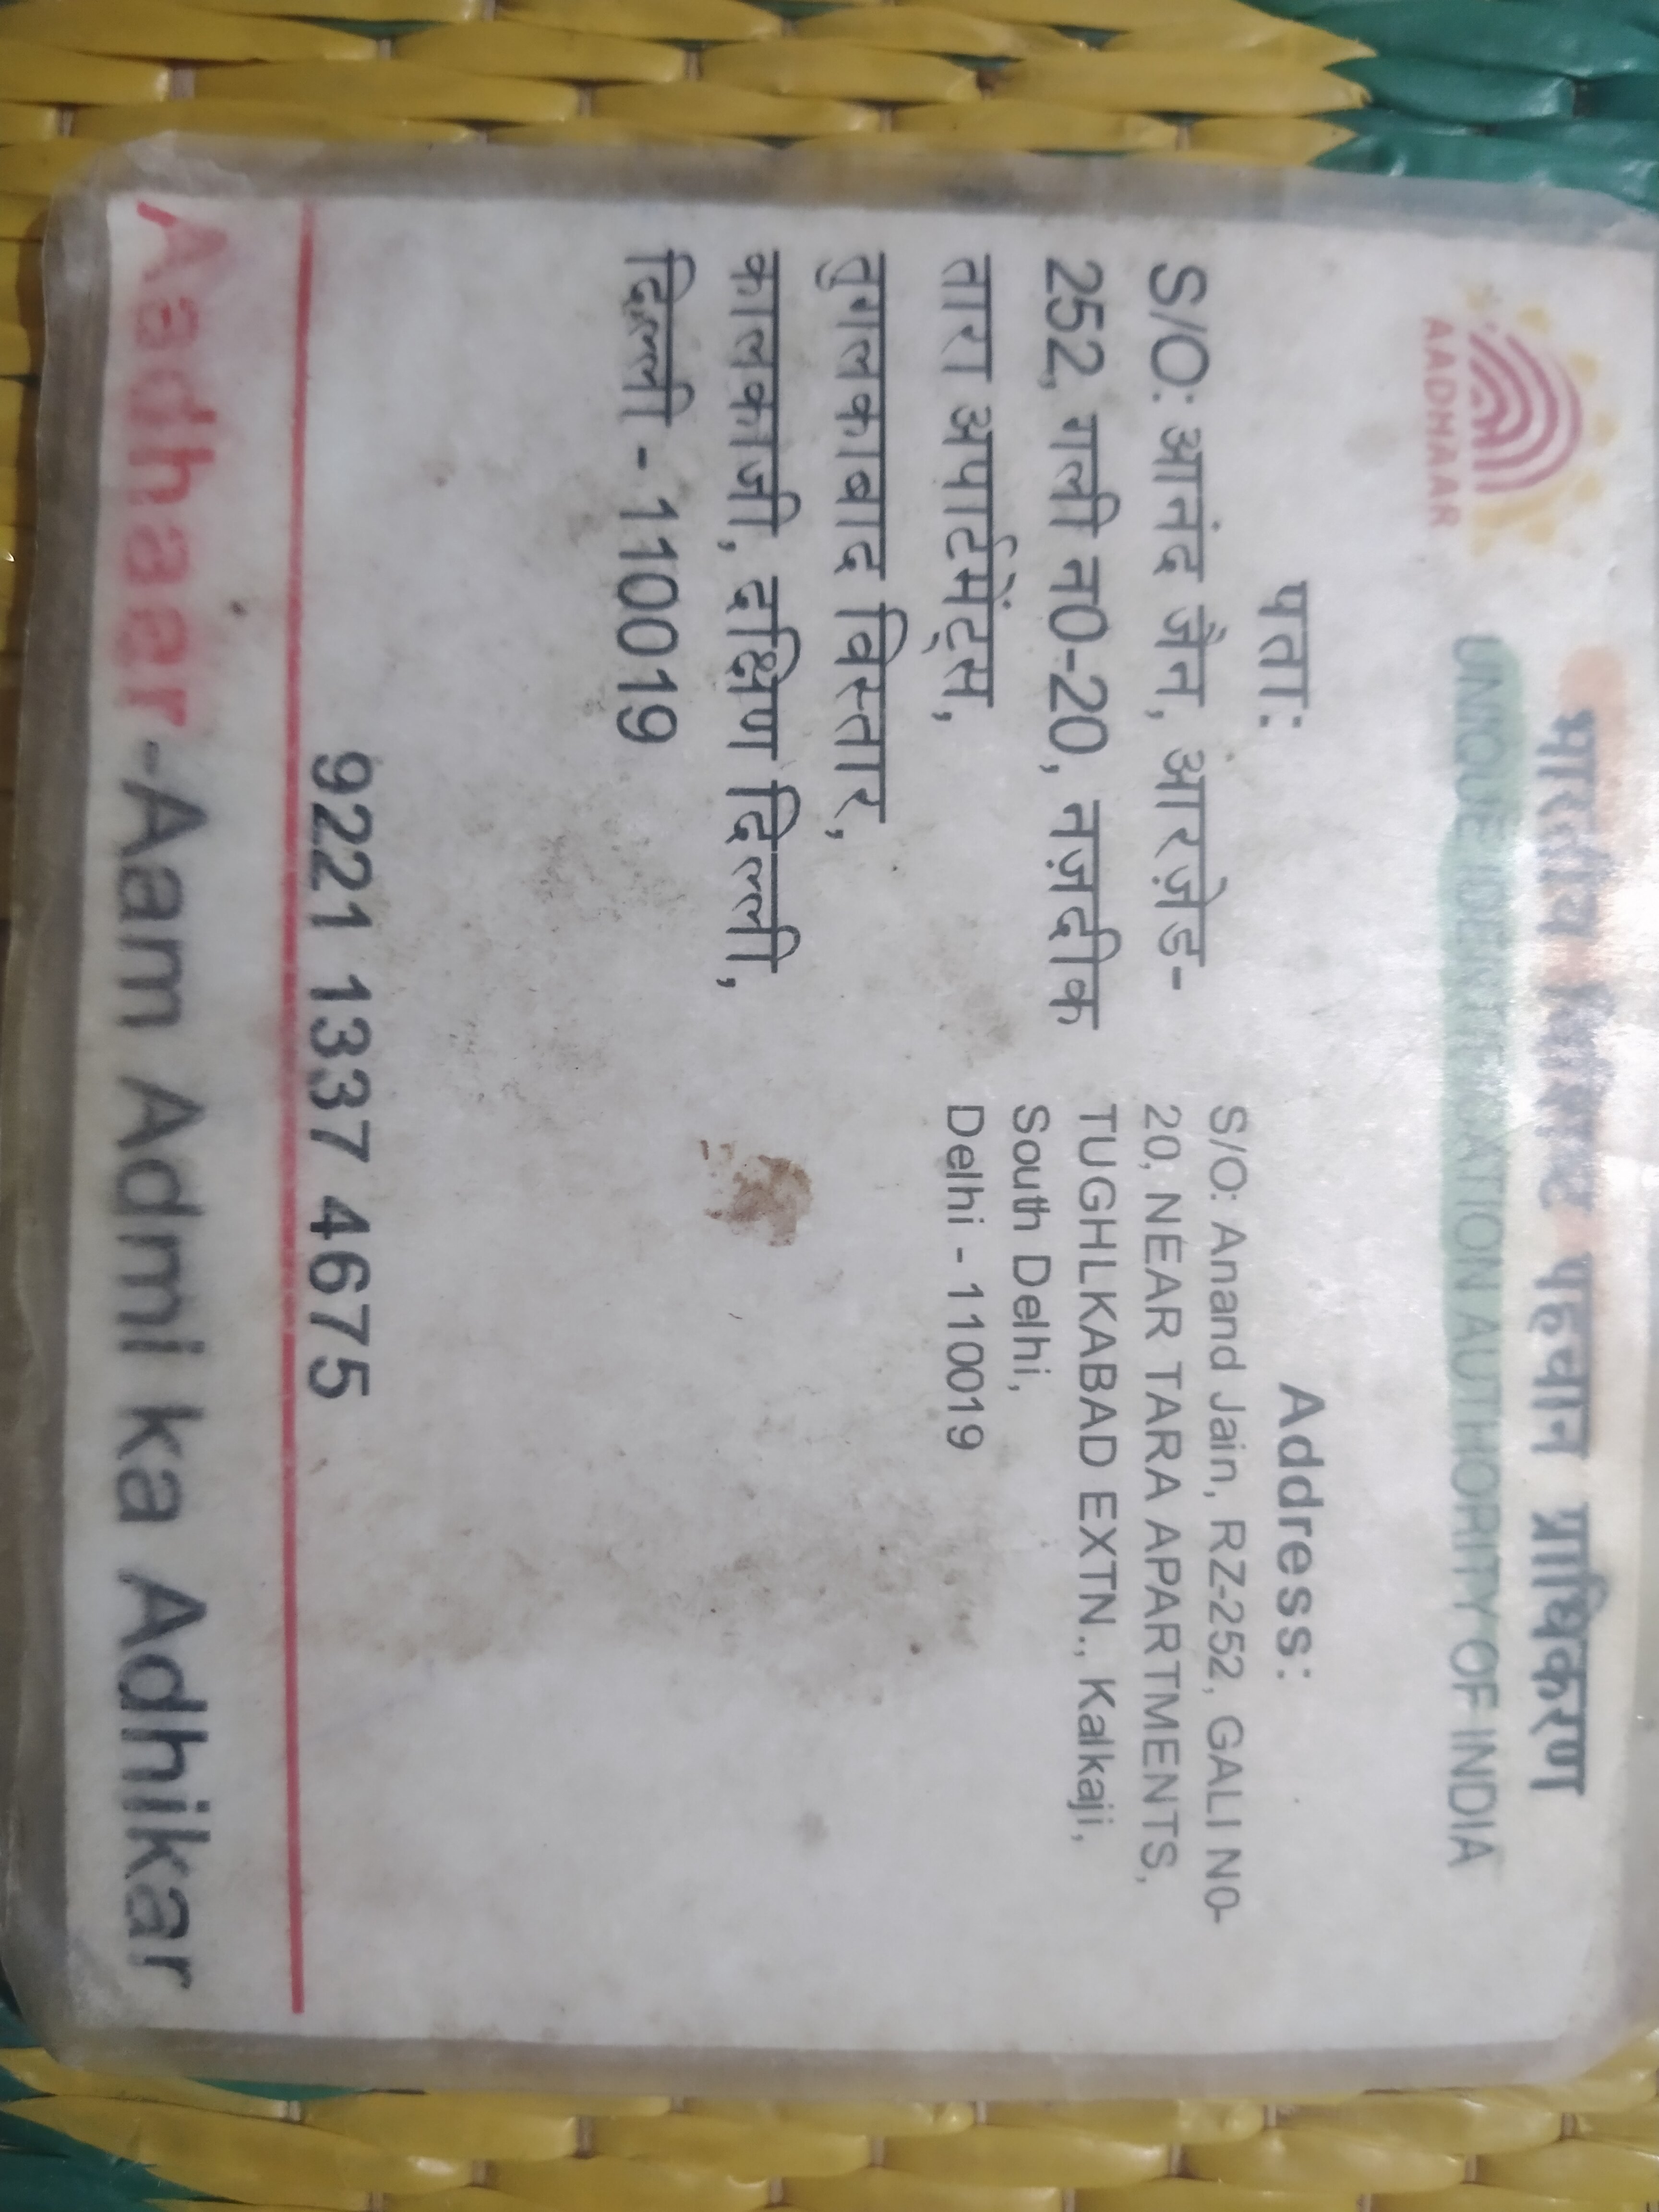 भारतीय विशिष्ट पहचान प्राधिकरण
UNIQUE IDENTIFICATION AUTHORITY OF INDIA
AADHAAR
पता:
S/O: आनंद जैन, आरज़ेड-
252, गली न0-20, नज़दीक
तारा अपार्टमेंट्स,
तुगलकाबाद विस्तार,
कालकाजी, दक्षिण दिल्ली,
दिल्ली - 110019
Address:
S/O: Anand Jain, RZ-252, GALI N0-
20, NEAR TARA APARTMENTS,
TUGHLKABAD EXTN., Kalkaji,
South Delhi,
Delhi - 110019
9221 1337 4675
Aadhaar-Aam Admi ka Adhikar